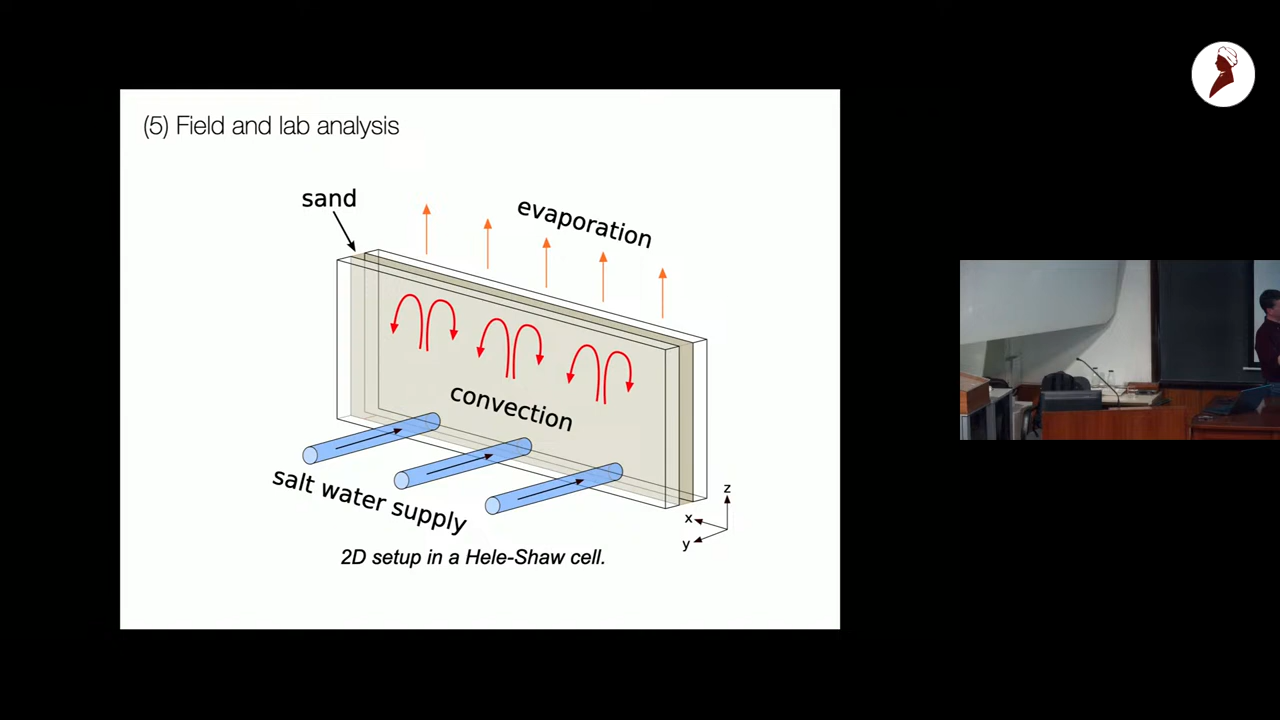 (5) Field and lab analysis
sand
evaporation
convection
salt water supply
z
x
y
2D setup in a Hele-Shaw cell.